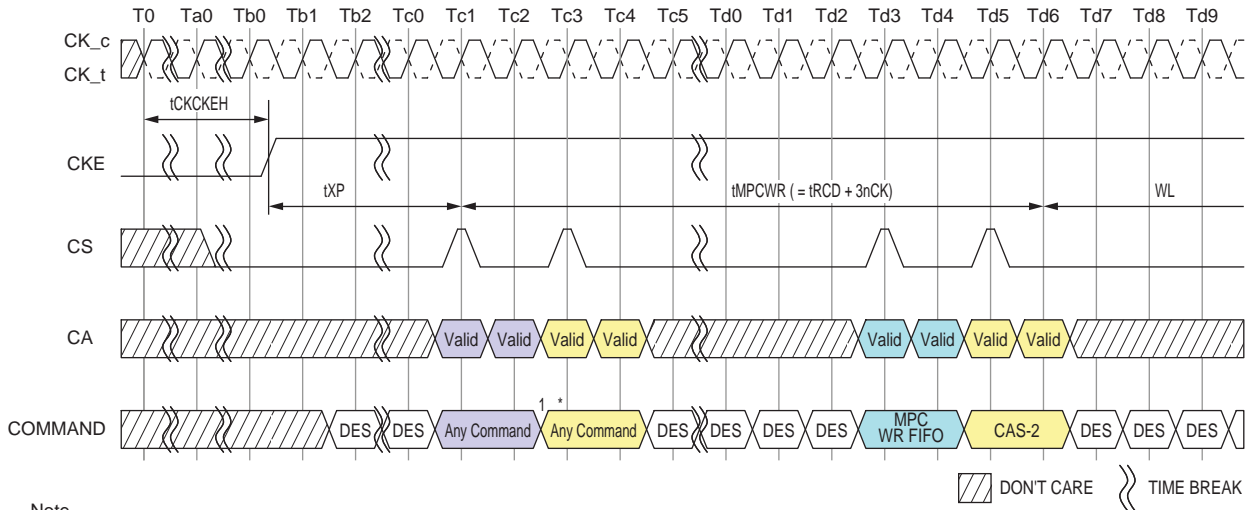 T0 Ta0 Tb0 Tb1 Tb2 Tc0 Tc1 Tc2 Tc3 Tc4 Tc5 Td0 Td1 Td2 Td3 Td4 Td5 Td6 Td7 Td8 Td9
CK_c
CK_t
tCKCKEH
CKE
tXP
tMPCWR ( = tRCD + 3nCK)
WL
CS
CA
Valid Valid Valid Valid Valid Valid Valid Valid
1 *
COMMAND
DES DES Any Command Any Command DES DES DES DES MPC
WR FIFO CAS-2 DES DES DES
DON'T CARE
TIME BREAK
Note